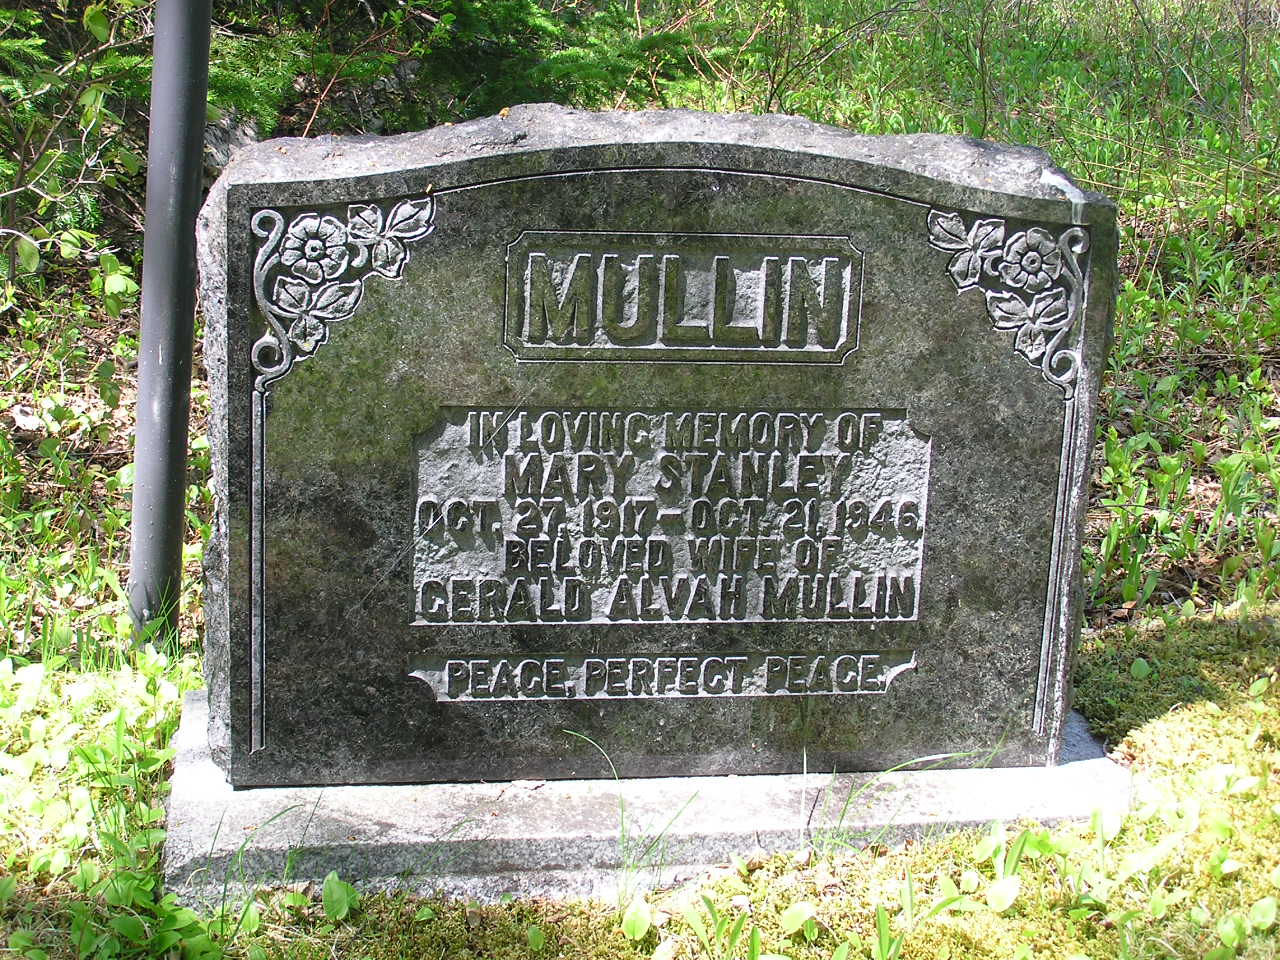 MULLIN
IN LOVING MEMORY OF
MARY STANLEY
OCT. 27, 1917 – OCT. 21, 1946.
BELOVED WIFE OF
GERALD ALVAH MULLIN
PEACE, PERFECT PEACE.